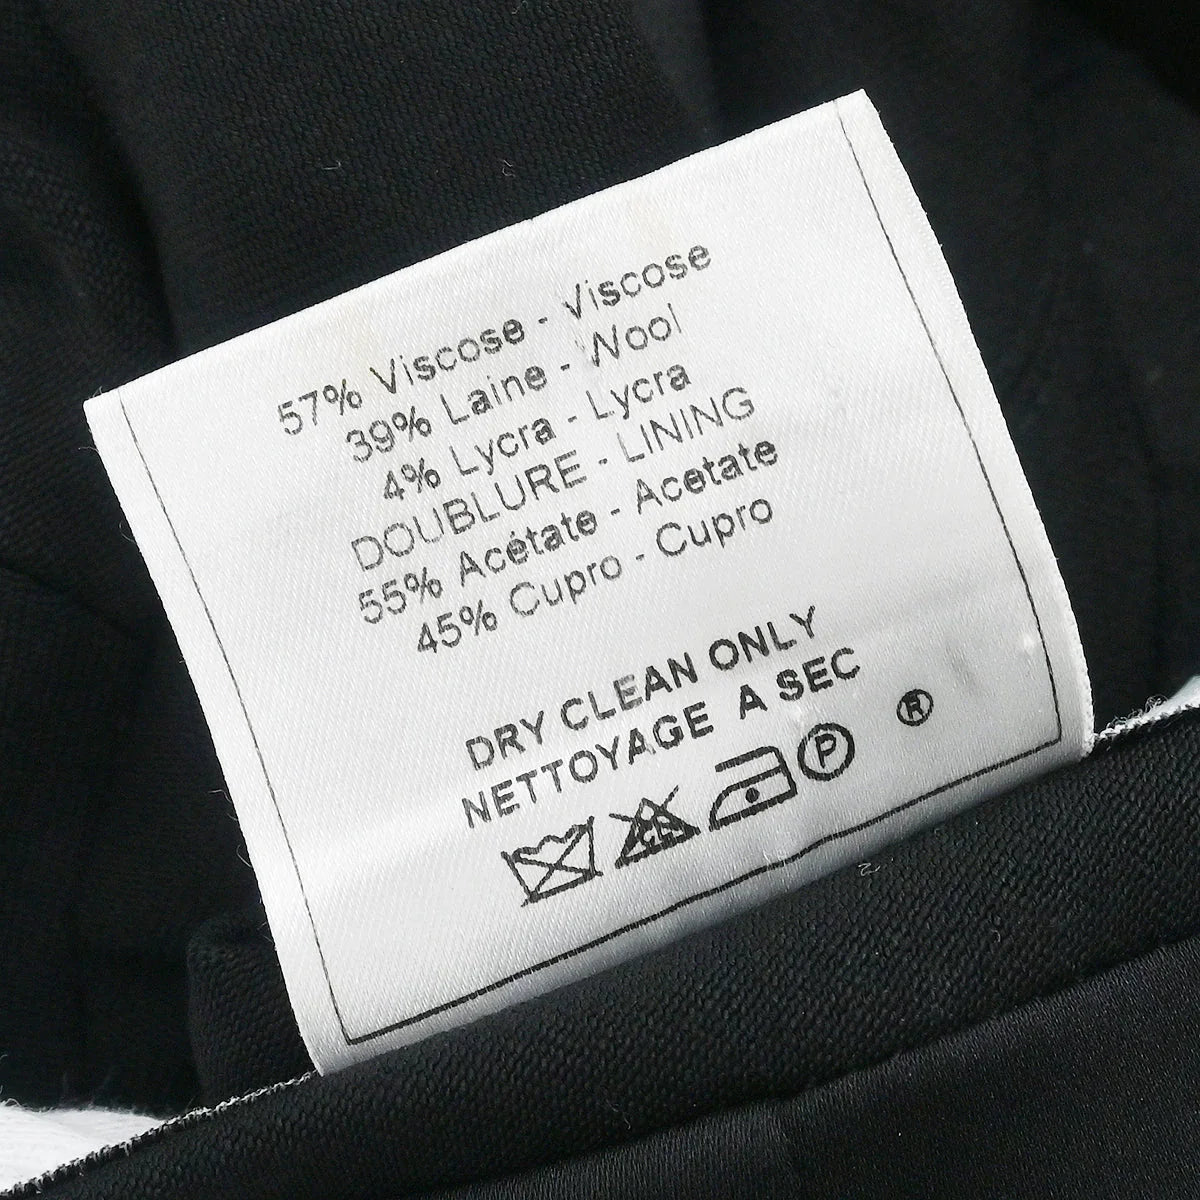 57% Viscose - Viscose
39% Laine - Wool
4% Lycra - Lycra
DOUBLURE - LINING
55% Acétate - Acetate
45% Cupro - Cupro
DRY CLEAN ONLY
NETTOYAGE A SEC
CL P ®